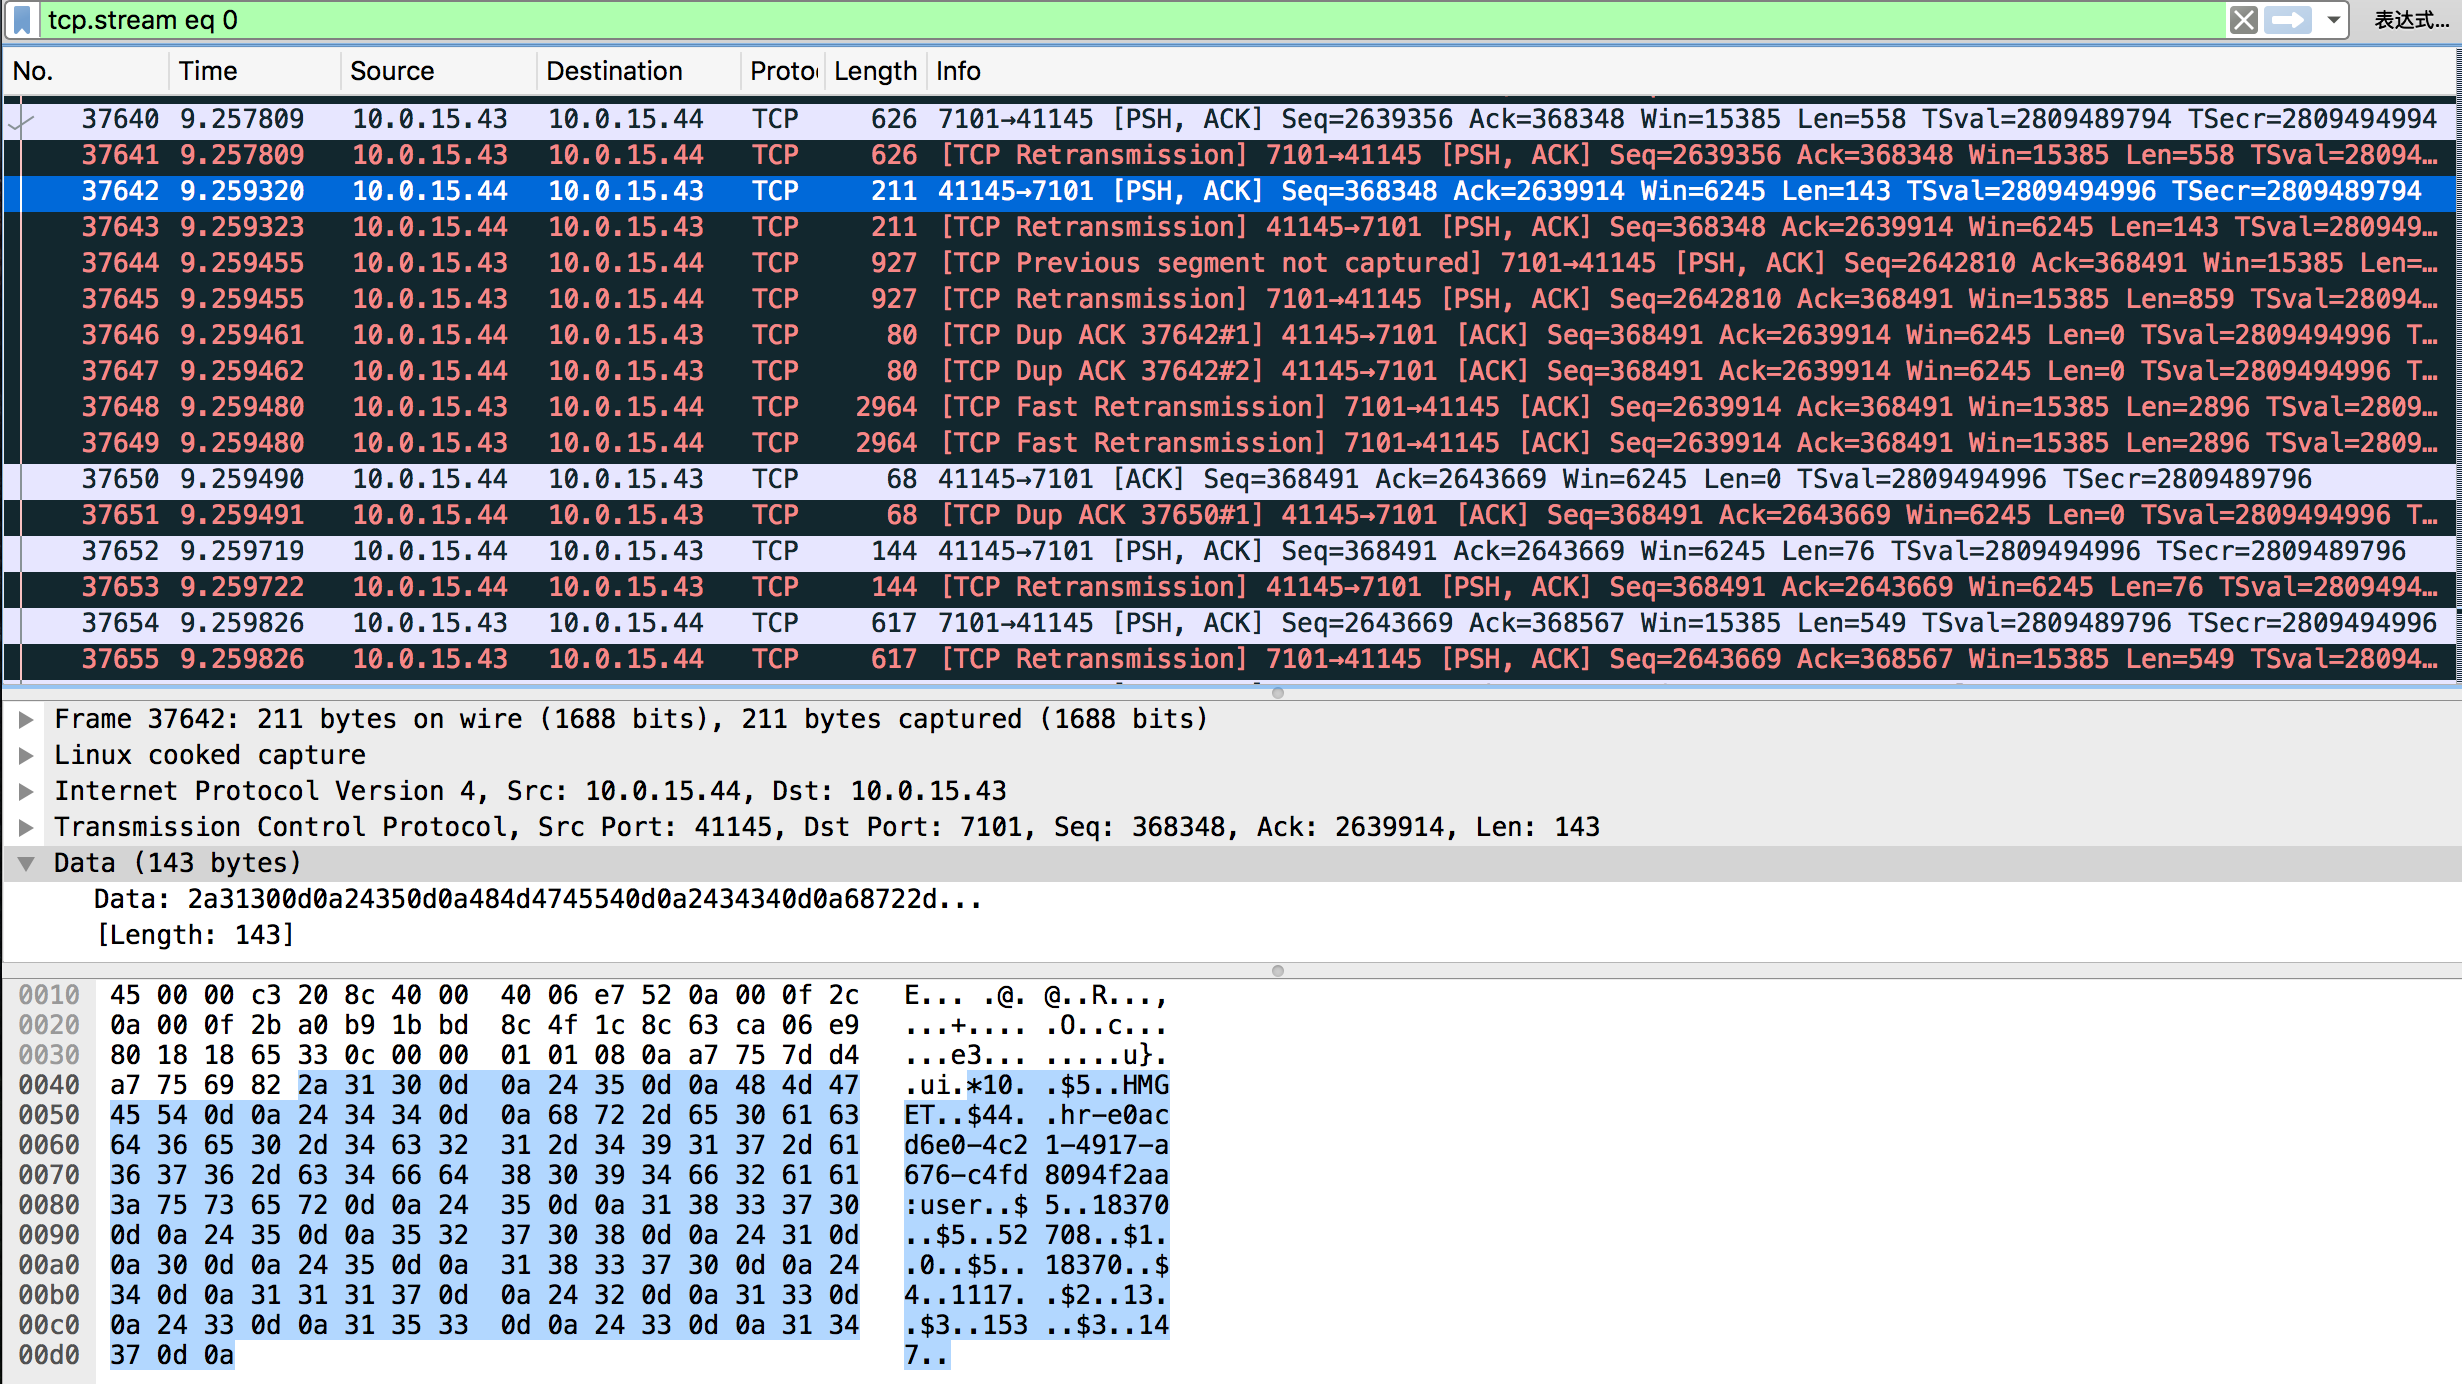 tcp.stream eq 0 表达式…
No. Time Source Destination Proto Length Info
37640 9.257809 10.0.15.43 10.0.15.44 TCP 626 7101→41145 [PSH, ACK] Seq=2639356 Ack=368348 Win=15385 Len=558 TSval=2809489794 TSecr=2809494994
37641 9.257809 10.0.15.43 10.0.15.44 TCP 626 [TCP Retransmission] 7101→41145 [PSH, ACK] Seq=2639356 Ack=368348 Win=15385 Len=558 TSval=28094…
37642 9.259320 10.0.15.44 10.0.15.43 TCP 211 41145→7101 [PSH, ACK] Seq=368348 Ack=2639914 Win=6245 Len=143 TSval=2809494996 TSecr=2809489794
37643 9.259323 10.0.15.44 10.0.15.43 TCP 211 [TCP Retransmission] 41145→7101 [PSH, ACK] Seq=368348 Ack=2639914 Win=6245 Len=143 TSval=280949…
37644 9.259455 10.0.15.43 10.0.15.44 TCP 927 [TCP Previous segment not captured] 7101→41145 [PSH, ACK] Seq=2642810 Ack=368491 Win=15385 Len=…
37645 9.259455 10.0.15.43 10.0.15.44 TCP 927 [TCP Retransmission] 7101→41145 [PSH, ACK] Seq=2642810 Ack=368491 Win=15385 Len=859 TSval=28094…
37646 9.259461 10.0.15.44 10.0.15.43 TCP 80 [TCP Dup ACK 37642#1] 41145→7101 [ACK] Seq=368491 Ack=2639914 Win=6245 Len=0 TSval=2809494996 T…
37647 9.259462 10.0.15.44 10.0.15.43 TCP 80 [TCP Dup ACK 37642#2] 41145→7101 [ACK] Seq=368491 Ack=2639914 Win=6245 Len=0 TSval=2809494996 T…
37648 9.259480 10.0.15.43 10.0.15.44 TCP 2964 [TCP Fast Retransmission] 7101→41145 [ACK] Seq=2639914 Ack=368491 Win=15385 Len=2896 TSval=2809…
37649 9.259480 10.0.15.43 10.0.15.44 TCP 2964 [TCP Fast Retransmission] 7101→41145 [ACK] Seq=2639914 Ack=368491 Win=15385 Len=2896 TSval=2809…
37650 9.259490 10.0.15.44 10.0.15.43 TCP 68 41145→7101 [ACK] Seq=368491 Ack=2643669 Win=6245 Len=0 TSval=2809494996 TSecr=2809489796
37651 9.259491 10.0.15.44 10.0.15.43 TCP 68 [TCP Dup ACK 37650#1] 41145→7101 [ACK] Seq=368491 Ack=2643669 Win=6245 Len=0 TSval=2809494996 T…
37652 9.259719 10.0.15.44 10.0.15.43 TCP 144 41145→7101 [PSH, ACK] Seq=368491 Ack=2643669 Win=6245 Len=76 TSval=2809494996 TSecr=2809489796
37653 9.259722 10.0.15.44 10.0.15.43 TCP 144 [TCP Retransmission] 41145→7101 [PSH, ACK] Seq=368491 Ack=2643669 Win=6245 Len=76 TSval=2809494…
37654 9.259826 10.0.15.43 10.0.15.44 TCP 617 7101→41145 [PSH, ACK] Seq=2643669 Ack=368567 Win=15385 Len=549 TSval=2809489796 TSecr=2809494996
37655 9.259826 10.0.15.43 10.0.15.44 TCP 617 [TCP Retransmission] 7101→41145 [PSH, ACK] Seq=2643669 Ack=368567 Win=15385 Len=549 TSval=28094…
Frame 37642: 211 bytes on wire (1688 bits), 211 bytes captured (1688 bits)
Linux cooked capture
Internet Protocol Version 4, Src: 10.0.15.44, Dst: 10.0.15.43
Transmission Control Protocol, Src Port: 41145, Dst Port: 7101, Seq: 368348, Ack: 2639914, Len: 143
Data (143 bytes)
Data: 2a31300d0a24350d0a484d4745540d0a2434340d0a68722d...
[Length: 143]
0010 45 00 00 c3 20 8c 40 00 40 06 e7 52 0a 00 0f 2c E... .@. @..R...,
0020 0a 00 0f 2b a0 b9 1b bd 8c 4f 1c 8c 63 ca 06 e9 ...+.... .O..c...
0030 80 18 18 65 33 0c 00 00 01 01 08 0a a7 75 7d d4 ...e3... .....u}.
0040 a7 75 69 82 2a 31 30 0d 0a 24 35 0d 0a 48 4d 47 .ui.*10. .$5..HMG
0050 45 54 0d 0a 24 34 34 0d 0a 68 72 2d 65 30 61 63 ET..$44. .hr-e0ac
0060 64 36 65 30 2d 34 63 32 31 2d 34 39 31 37 2d 61 d6e0-4c2 1-4917-a
0070 36 37 36 2d 63 34 66 64 38 30 39 34 66 32 61 61 676-c4fd 8094f2aa
0080 3a 75 73 65 72 0d 0a 24 35 0d 0a 31 38 33 37 30 :user..$ 5..18370
0090 0d 0a 24 35 0d 0a 35 32 37 30 38 0d 0a 24 31 0d ..$5..52 708..$1.
00a0 0a 30 0d 0a 24 35 0d 0a 31 38 33 37 30 0d 0a 24 .0..$5.. 18370..$
00b0 34 0d 0a 31 31 31 37 0d 0a 24 32 0d 0a 31 33 0d 4..1117. .$2..13.
00c0 0a 24 33 0d 0a 31 35 33 0d 0a 24 33 0d 0a 31 34 .$3..153 ..$3..14
00d0 37 0d 0a 7..